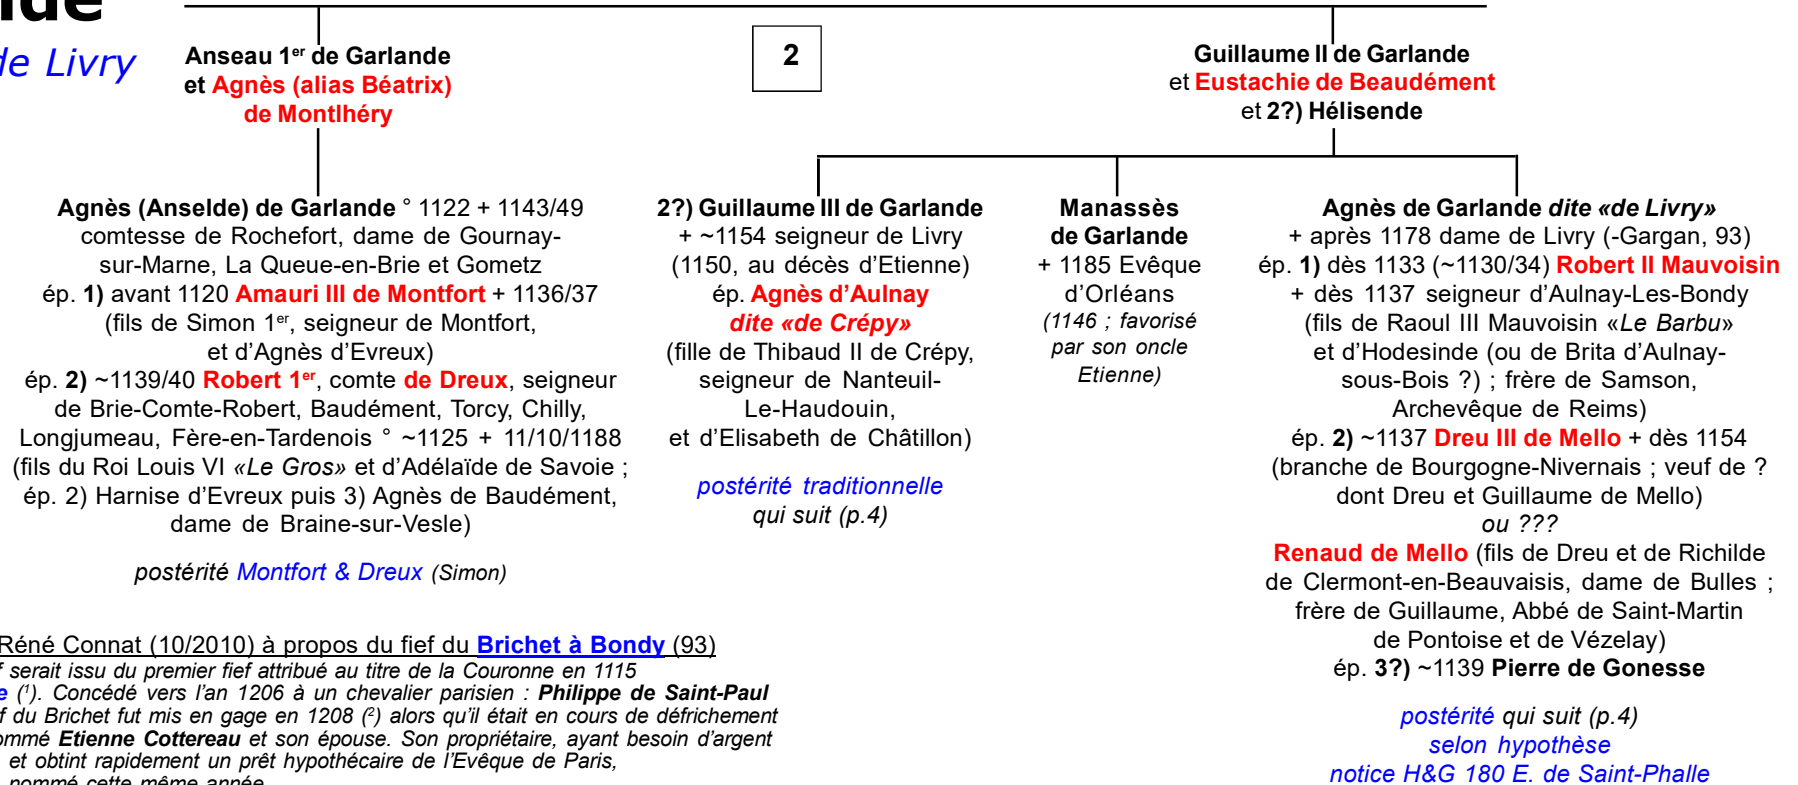 de Livry
Anseau 1er de Garlande
et Agnès (alias Béatrix)
de Montlhéry
2
Guillaume II de Garlande
et Eustachie de Beaudément
et 2?) Hélisende
Agnès (Anselde) de Garlande ° 1122 + 1143/49
comtesse de Rochefort, dame de Gournay-
sur-Marne, La Queue-en-Brie et Gometz
ép. 1) avant 1120 Amauri III de Montfort + 1136/37
(fils de Simon 1er, seigneur de Montfort,
et d’Agnès d’Evreux)
ép. 2) ~1139/40 Robert 1er, comte de Dreux, seigneur
de Brie-Comte-Robert, Baudément, Torcy, Chilly,
Longjumeau, Fère-en-Tardenois ° ~1125 + 11/10/1188
(fils du Roi Louis VI «Le Gros» et d’Adélaïde de Savoie ;
ép. 2) Harnise d’Evreux puis 3) Agnès de Baudément,
dame de Braine-sur-Vesle)
postérité Montfort & Dreux (Simon)
2?) Guillaume III de Garlande
+ ~1154 seigneur de Livry
(1150, au décès d’Etienne)
ép. Agnès d’Aulnay
dite «de Crépy»
(fille de Thibaud II de Crépy,
seigneur de Nanteuil-
Le-Haudouin,
et d’Elisabeth de Châtillon)
postérité traditionnelle
qui suit (p.4)
Manassès
de Garlande
+ 1185 Evêque
d’Orléans
(1146 ; favorisé
par son oncle
Etienne)
Agnès de Garlande dite «de Livry»
+ après 1178 dame de Livry (-Gargan, 93)
ép. 1) dès 1133 (~1130/34) Robert II Mauvoisin
+ dès 1137 seigneur d’Aulnay-Les-Bondy
(fils de Raoul III Mauvoisin «Le Barbu»
et d’Hodesinde (ou de Brita d’Aulnay-
sous-Bois ?) ; frère de Samson,
Archevêque de Reims)
ép. 2) ~1137 Dreu III de Mello + dès 1154
(branche de Bourgogne-Nivernais ; veuf de ?
dont Dreu et Guillaume de Mello)
ou ???
Renaud de Mello (fils de Dreu et de Richilde
de Clermont-en-Beauvaisis, dame de Bulles ;
frère de Guillaume, Abbé de Saint-Martin
de Pontoise et de Vézelay)
ép. 3?) ~1139 Pierre de Gonesse
postérité qui suit (p.4)
selon hypothèse
notice H&G 180 E. de Saint-Phalle
Réné Connat (10/2010) à propos du fief du Brichet à Bondy (93)
f serait issu du premier fief attribué au titre de la Couronne en 1115
e (1). Concédé vers l’an 1206 à un chevalier parisien : Philippe de Saint-Paul
f du Brichet fut mis en gage en 1208 (2) alors qu’il était en cours de défrichement
ommé Etienne Cottereau et son épouse. Son propriétaire, ayant besoin d’argent
et obtint rapidement un prêt hypothécaire de l’Evêque de Paris,
nommé cette même année